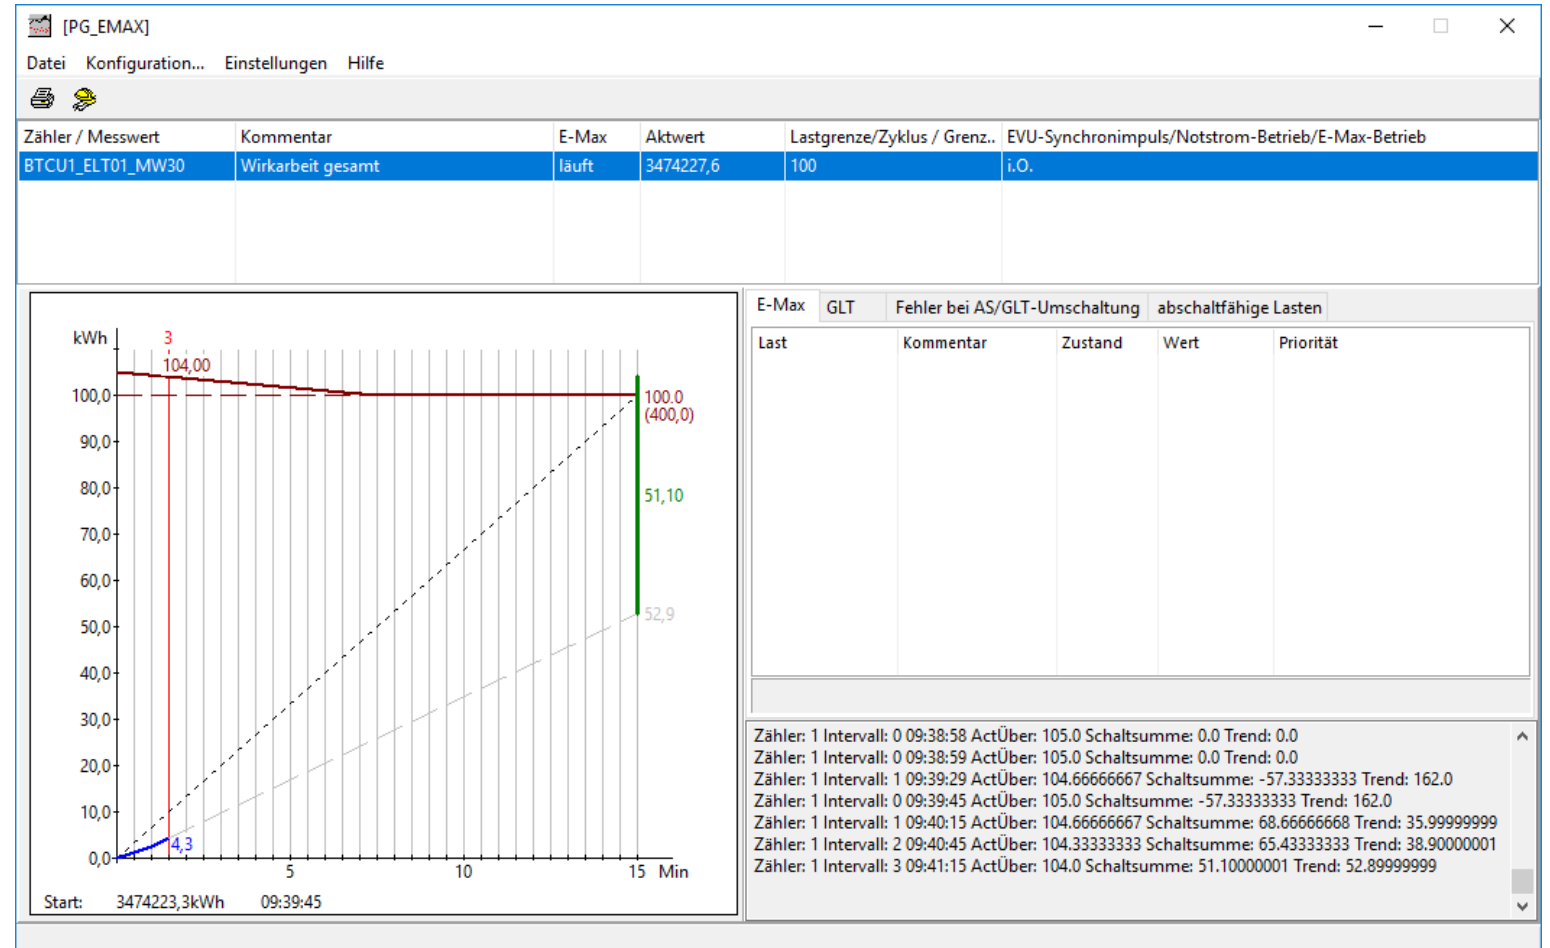 [PG_EMAX]
Datei Konfiguration... Einstellungen Hilfe
Zähler / Messwert Kommentar E-Max Aktwert Lastgrenze/Zyklus / Grenz.. EVU-Synchronimpuls/Notstrom-Betrieb/E-Max-Betrieb
BTCU1_ELT01_MW30 Wirkarbeit gesamt läuft 3474227,6 100 i.O.
kWh
3
104,00
100,0
90,0
80,0
70,0
60,0
50,0
40,0
30,0
20,0
10,0
0,0
100.0
(400,0)
51,10
52,9
4,3
5 10 15 Min
Start: 3474223,3kWh 09:39:45
E-Max GLT Fehler bei AS/GLT-Umschaltung abschaltfähige Lasten
Last Kommentar Zustand Wert Priorität
Zähler: 1 Intervall: 0 09:38:58 ActÜber: 105.0 Schaltsumme: 0.0 Trend: 0.0
Zähler: 1 Intervall: 0 09:38:59 ActÜber: 105.0 Schaltsumme: 0.0 Trend: 0.0
Zähler: 1 Intervall: 1 09:39:29 ActÜber: 104.66666667 Schaltsumme: -57.33333333 Trend: 162.0
Zähler: 1 Intervall: 0 09:39:45 ActÜber: 105.0 Schaltsumme: -57.33333333 Trend: 162.0
Zähler: 1 Intervall: 1 09:40:15 ActÜber: 104.66666667 Schaltsumme: 68.66666668 Trend: 35.99999999
Zähler: 1 Intervall: 2 09:40:45 ActÜber: 104.33333333 Schaltsumme: 65.43333333 Trend: 38.90000001
Zähler: 1 Intervall: 3 09:41:15 ActÜber: 104.0 Schaltsumme: 51.10000001 Trend: 52.89999999